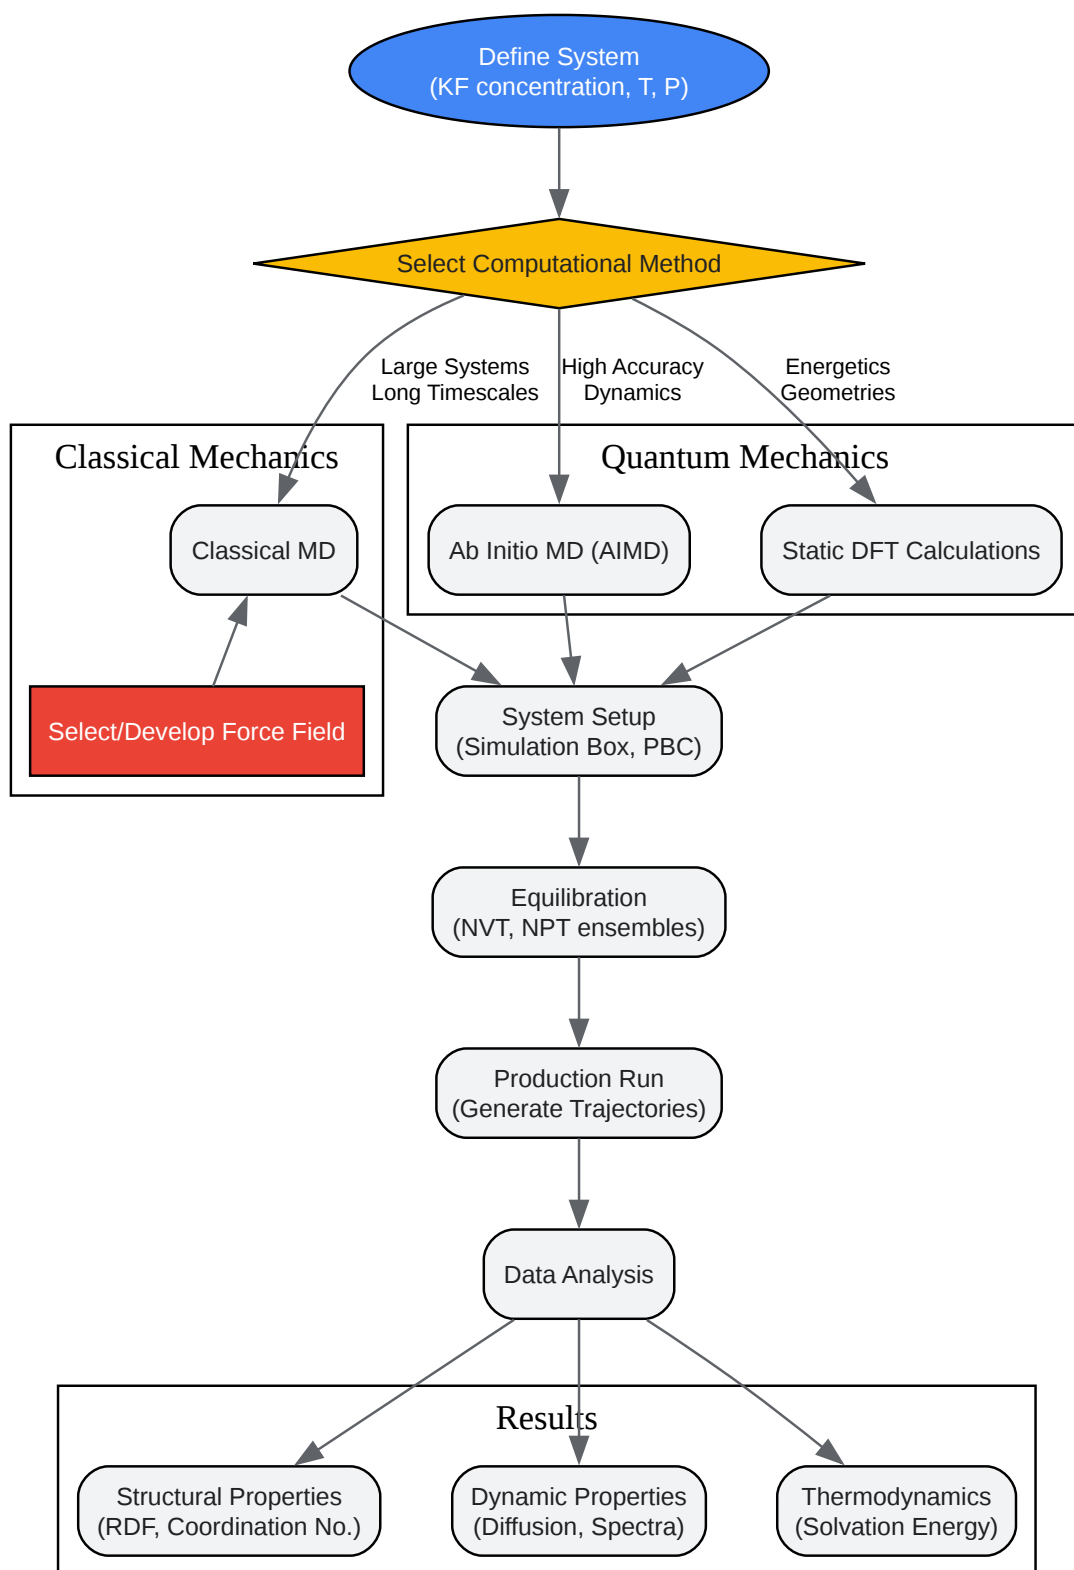 Define System
(KF concentration, T, P)
Select Computational Method
Large Systems
Long Timescales
High Accuracy
Dynamics
Energetics
Geometries
Classical Mechanics
Quantum Mechanics
Classical MD
Ab Initio MD (AIMD)
Static DFT Calculations
Select/Develop Force Field
System Setup
(Simulation Box, PBC)
Equilibration
(NVT, NPT ensembles)
Production Run
(Generate Trajectories)
Data Analysis
Results
Structural Properties
(RDF, Coordination No.)
Dynamic Properties
(Diffusion, Spectra)
Thermodynamics
(Solvation Energy)